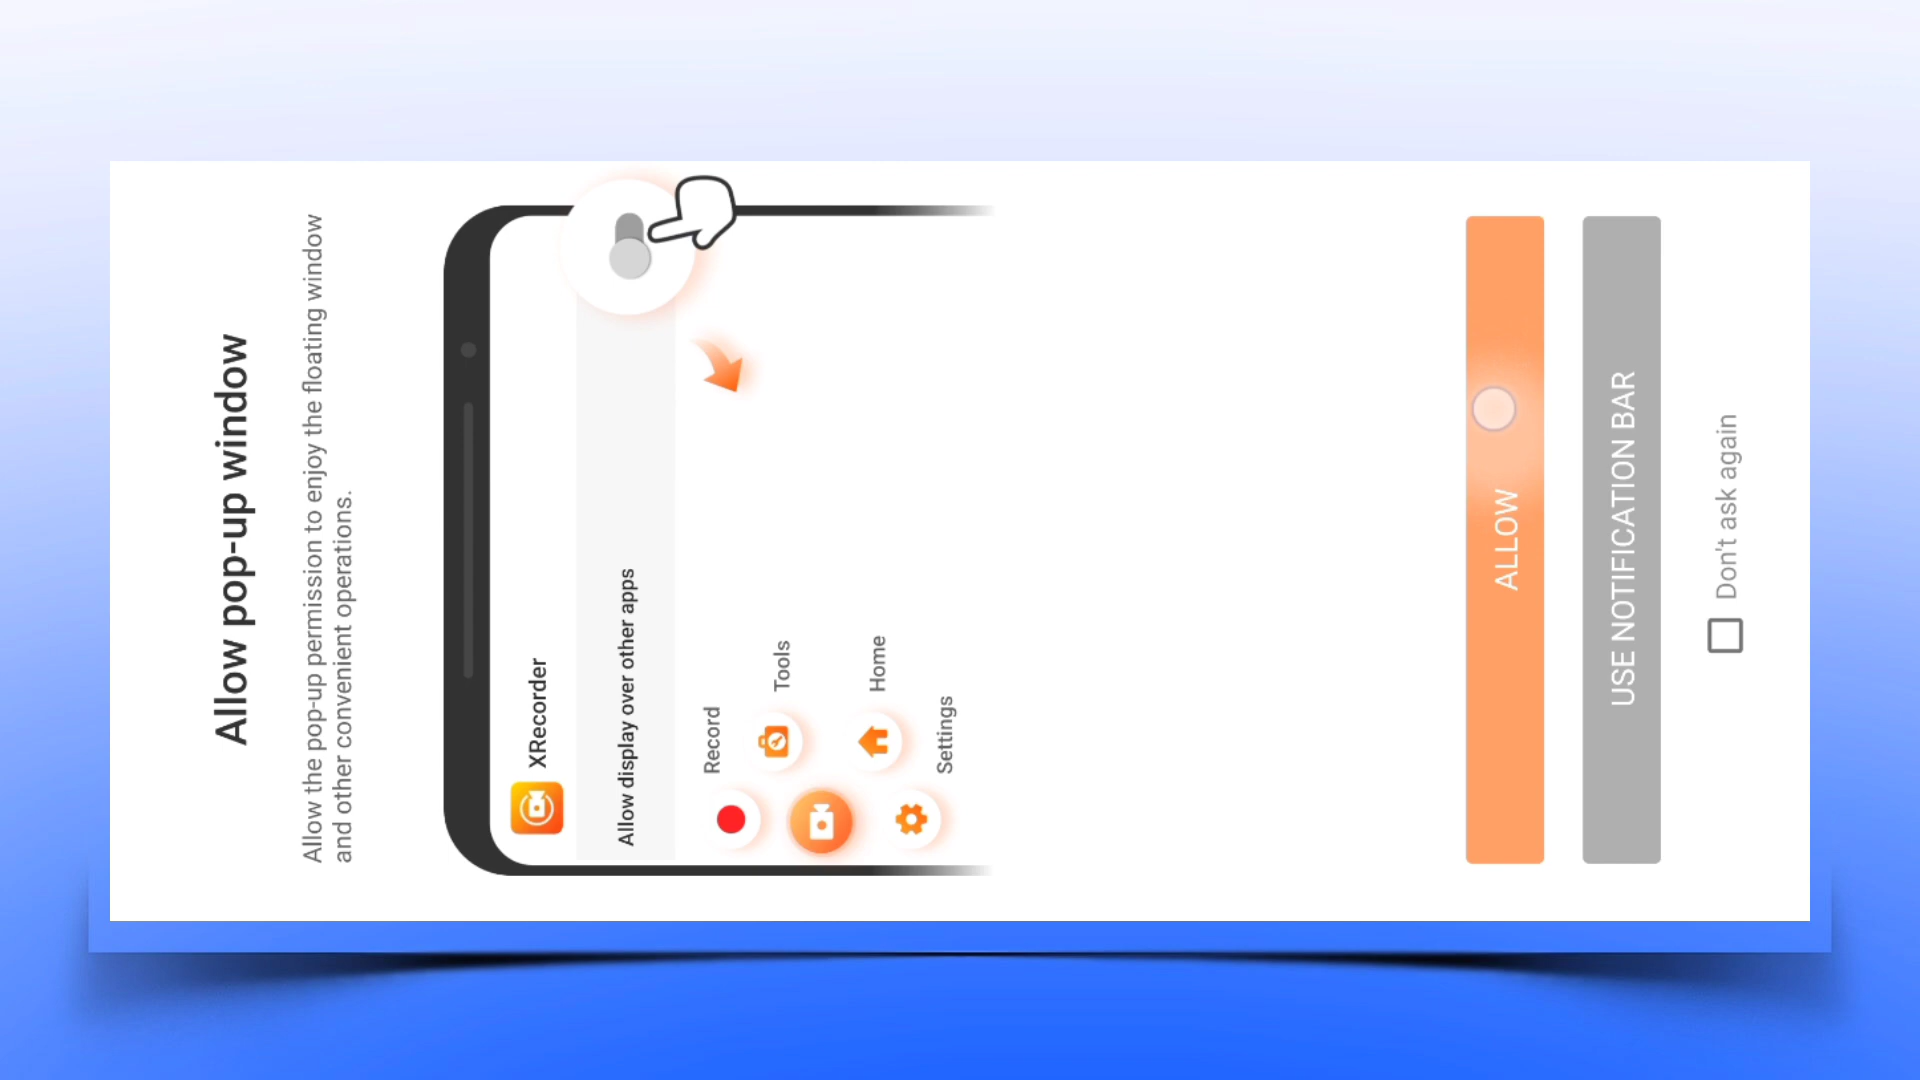 Allow pop-up window
Allow the pop-up permission to enjoy the floating window
and other convenient operations.
XRecorder
Allow display over other apps
Record
Tools
Home
Settings
ALLOW
USE NOTIFICATION BAR
Don't ask again